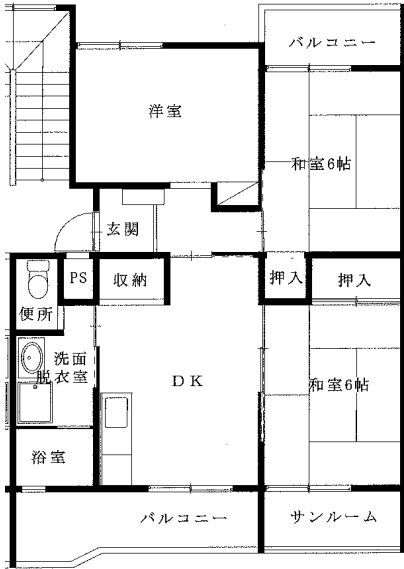 バルコニー
洋室
和室6帖
玄関
PS
収納
押入
押入
便所
洗面
脱衣室
DK
和室6帖
浴室
バルコニー
サンルーム